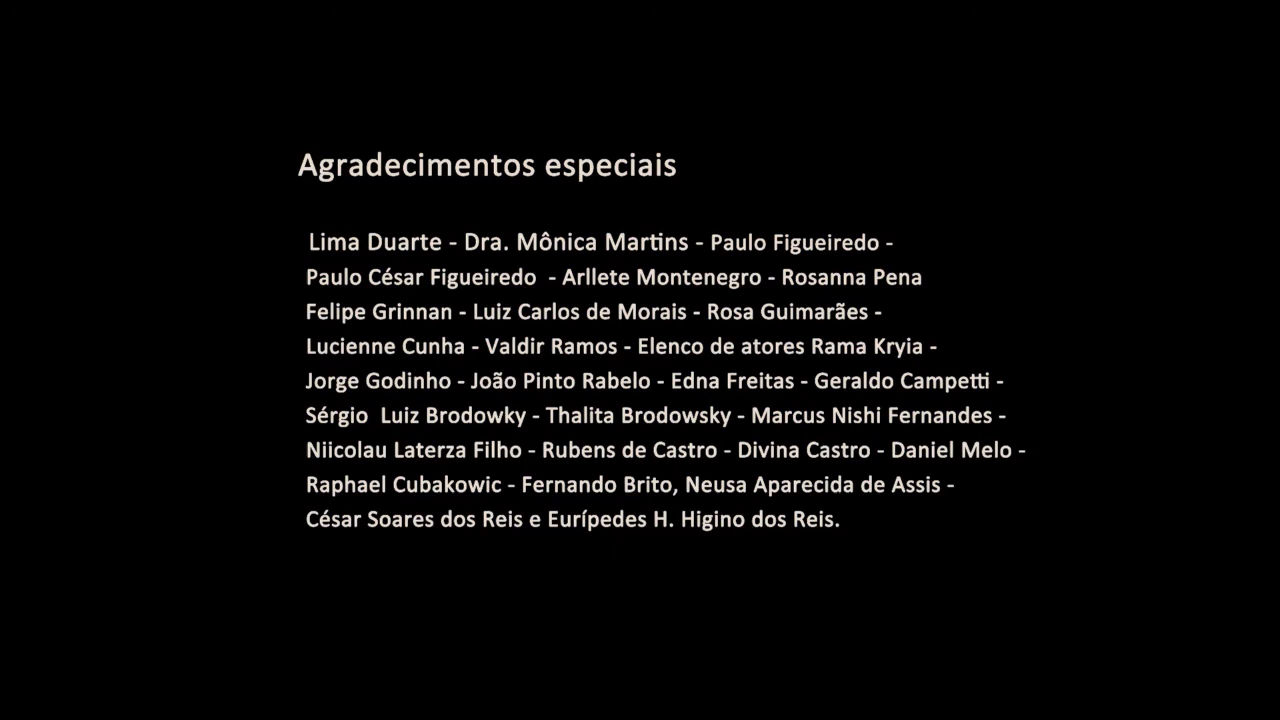 Agradecimentos especiais
Lima Duarte - Dra. Mônica Martins - Paulo Figueiredo -
Paulo César Figueiredo  - Arllete Montenegro - Rosanna Pena
Felipe Grinnan - Luiz Carlos de Morais - Rosa Guimarães -
Lucienne Cunha - Valdir Ramos - Elenco de atores Rama Kryia -
Jorge Godinho - João Pinto Rabelo - Edna Freitas - Geraldo Campetti -
Sérgio  Luiz Brodowky - Thalita Brodowsky - Marcus Nishi Fernandes -
Niicolau Laterza Filho - Rubens de Castro - Divina Castro - Daniel Melo -
Raphael Cubakowic - Fernando Brito, Neusa Aparecida de Assis -
César Soares dos Reis e Eurípedes H. Higino dos Reis.